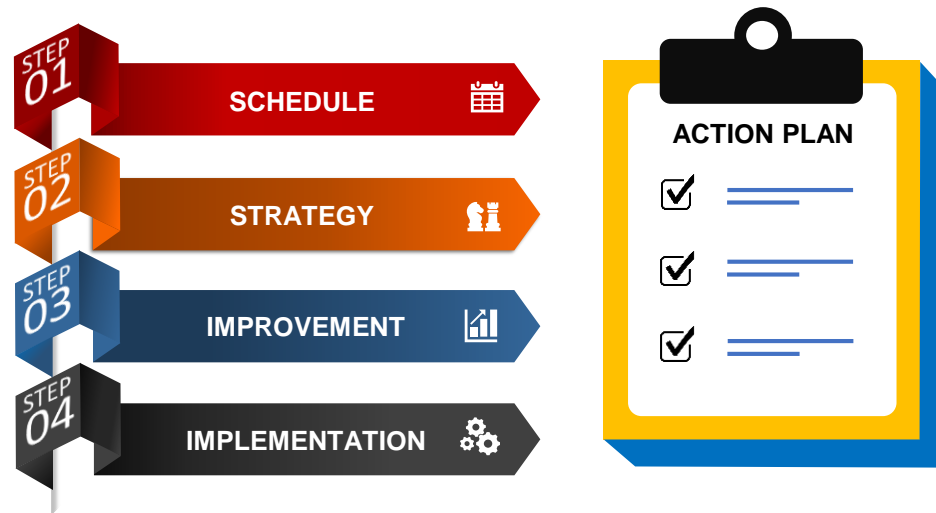 STEP
01
SCHEDULE
STEP
02
STRATEGY
STEP
03
IMPROVEMENT
STEP
04
IMPLEMENTATION
ACTION PLAN